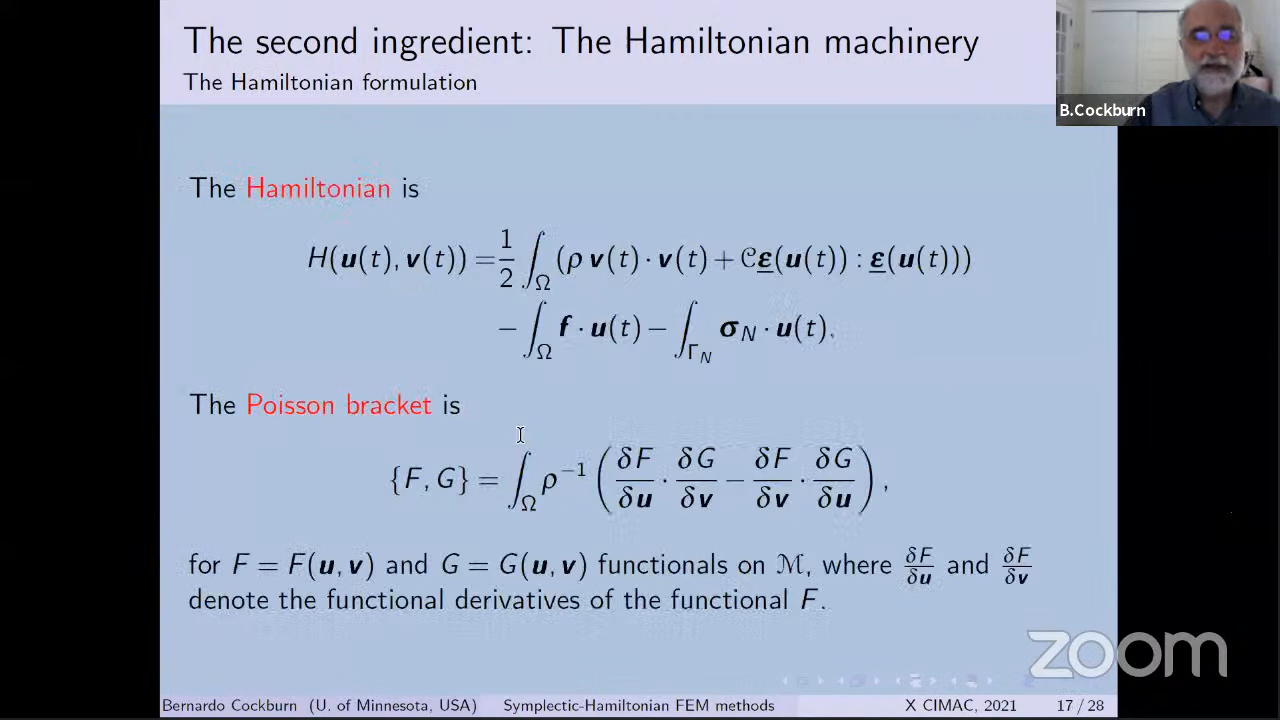 The second ingredient: The Hamiltonian machinery
The Hamiltonian formulation
B.Cockburn
The Hamiltonian is
H(u(t), v(t)) = 1/2 ∫_Ω (ρ v(t) · v(t) + 𝒞ε(u(t)) : ε(u(t)))
− ∫_Ω f · u(t) − ∫_{Γ_N} σ_N · u(t).
The Poisson bracket is
{F, G} = ∫_Ω ρ^{−1} ( δF/δu · δG/δv − δF/δv · δG/δu ),
for F = F(u, v) and G = G(u, v) functionals on ℳ, where δF/δu and δF/δv
denote the functional derivatives of the functional F.
zoom
Bernardo Cockburn (U. of Minnesota, USA) Symplectic-Hamiltonian FEM methods X CIMAC, 2021 17 / 28